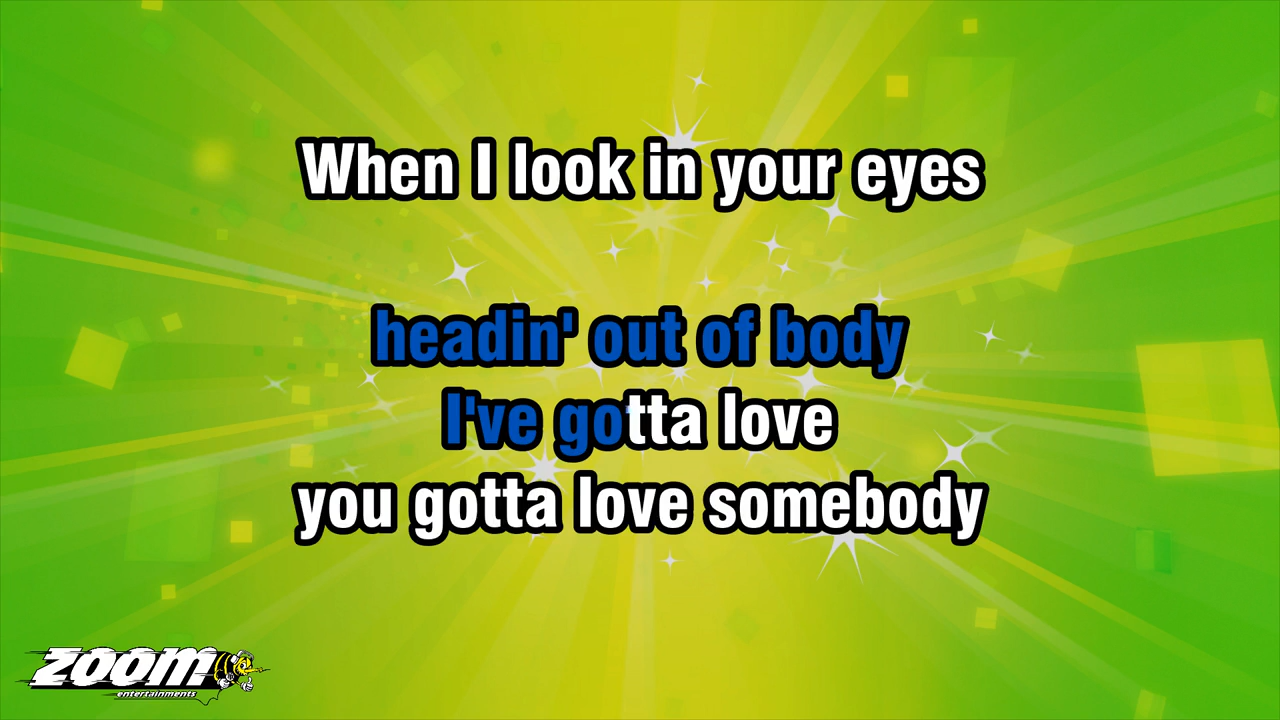 When I look in your eyes
headin' out of body
I've gotta love
you gotta love somebody
zoom
entertainments